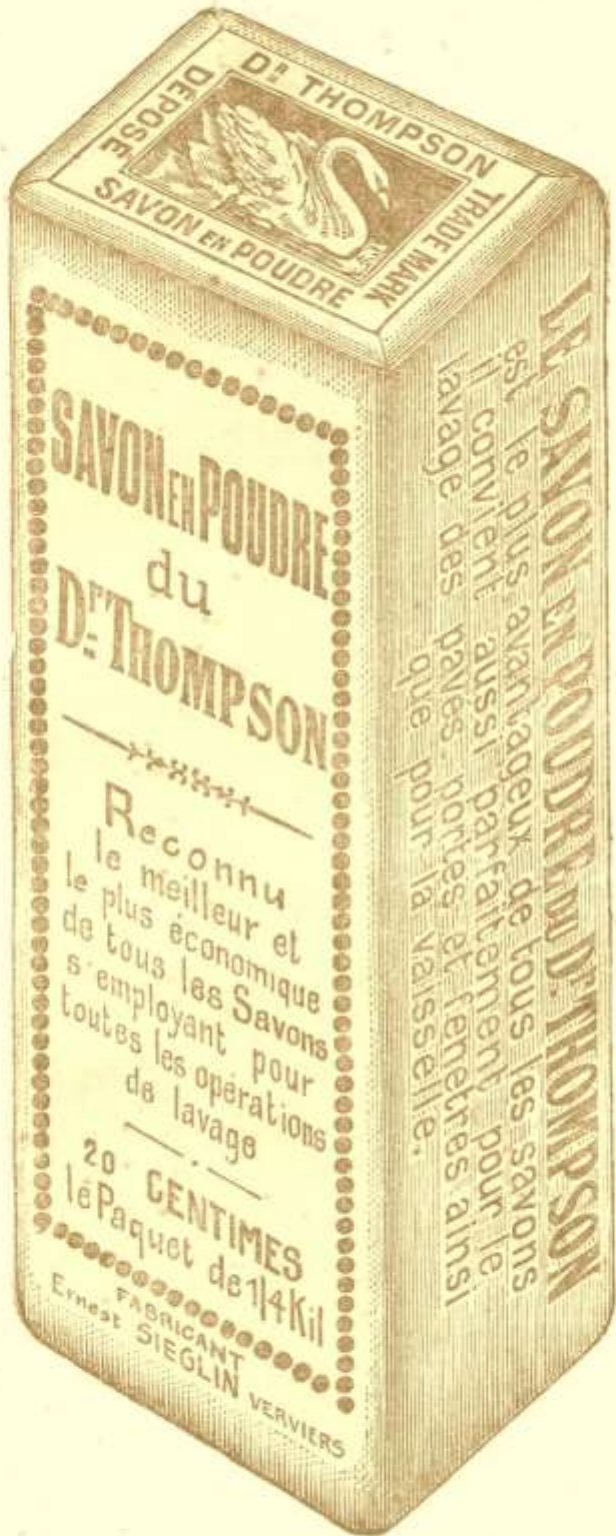 DR THOMPSON
TRADE MARK
SAVON EN POUDRE
DEPOSE
SAVON EN POUDRE
du
Dr THOMPSON
Reconnu
le meilleur et
le plus économique
de tous les Savons
s'employant pour
toutes les opérations
de lavage
20 CENTIMES
le Paquet de 1/4 Kil
FABRICANT
Ernest SIEGLIN VERVIERS
LE SAVON EN POUDRE DU Dr THOMPSON
est le plus avantageux de tous les savons
il convient aussi parfaitement pour le
lavage des pavés, portes et fenêtres ainsi
que pour la vaisselle.